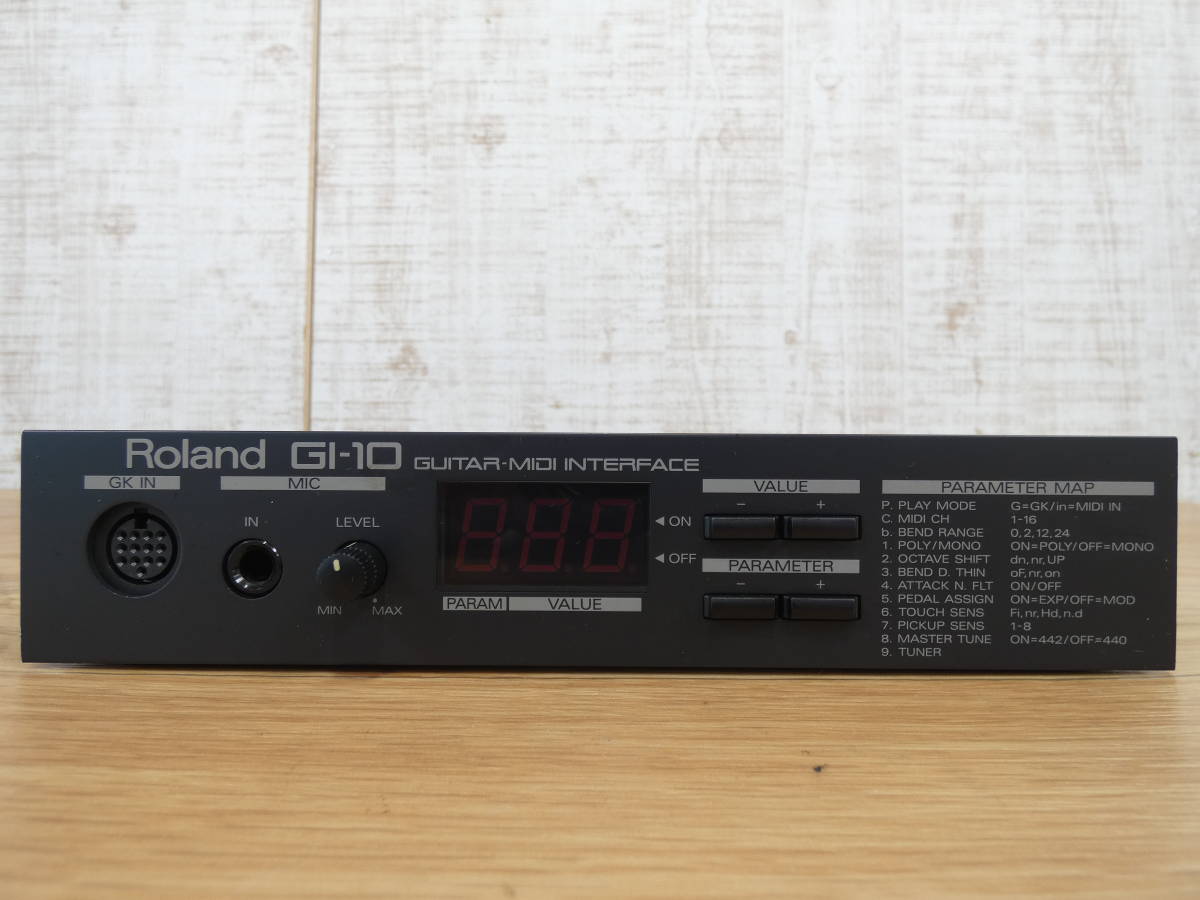 Roland GI-10 GUITAR-MIDI INTERFACE
GK IN
MIC
IN
LEVEL
MIN
MAX
888
◀ ON
◀ OFF
PARAM VALUE
VALUE
- +
PARAMETER
- +
PARAMETER MAP
P. PLAY MODE G=GK/in=MIDI IN
C. MIDI CH 1-16
b. BEND RANGE 0,2,12,24
1. POLY/MONO ON=POLY/OFF=MONO
2. OCTAVE SHIFT dn,nr,UP
3. BEND D. THIN oF,nr,on
4. ATTACK N. FLT ON/OFF
5. PEDAL ASSIGN ON=EXP/OFF=MOD
6. TOUCH SENS Fi,nr,Hd,n.d
7. PICKUP SENS 1-8
8. MASTER TUNE ON=442/OFF=440
9. TUNER